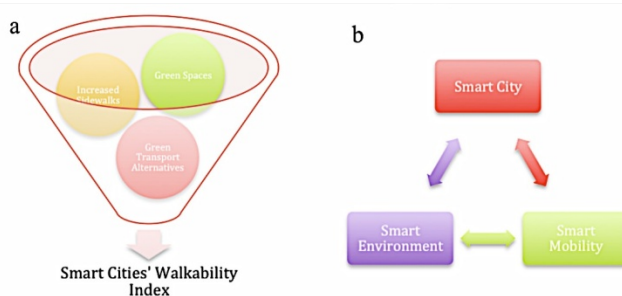 a
Green Spaces
Increased
Sidewalks
Green
Transport
Alternatives
Smart Cities' Walkability
Index
b
Smart City
Smart
Environment
Smart
Mobility